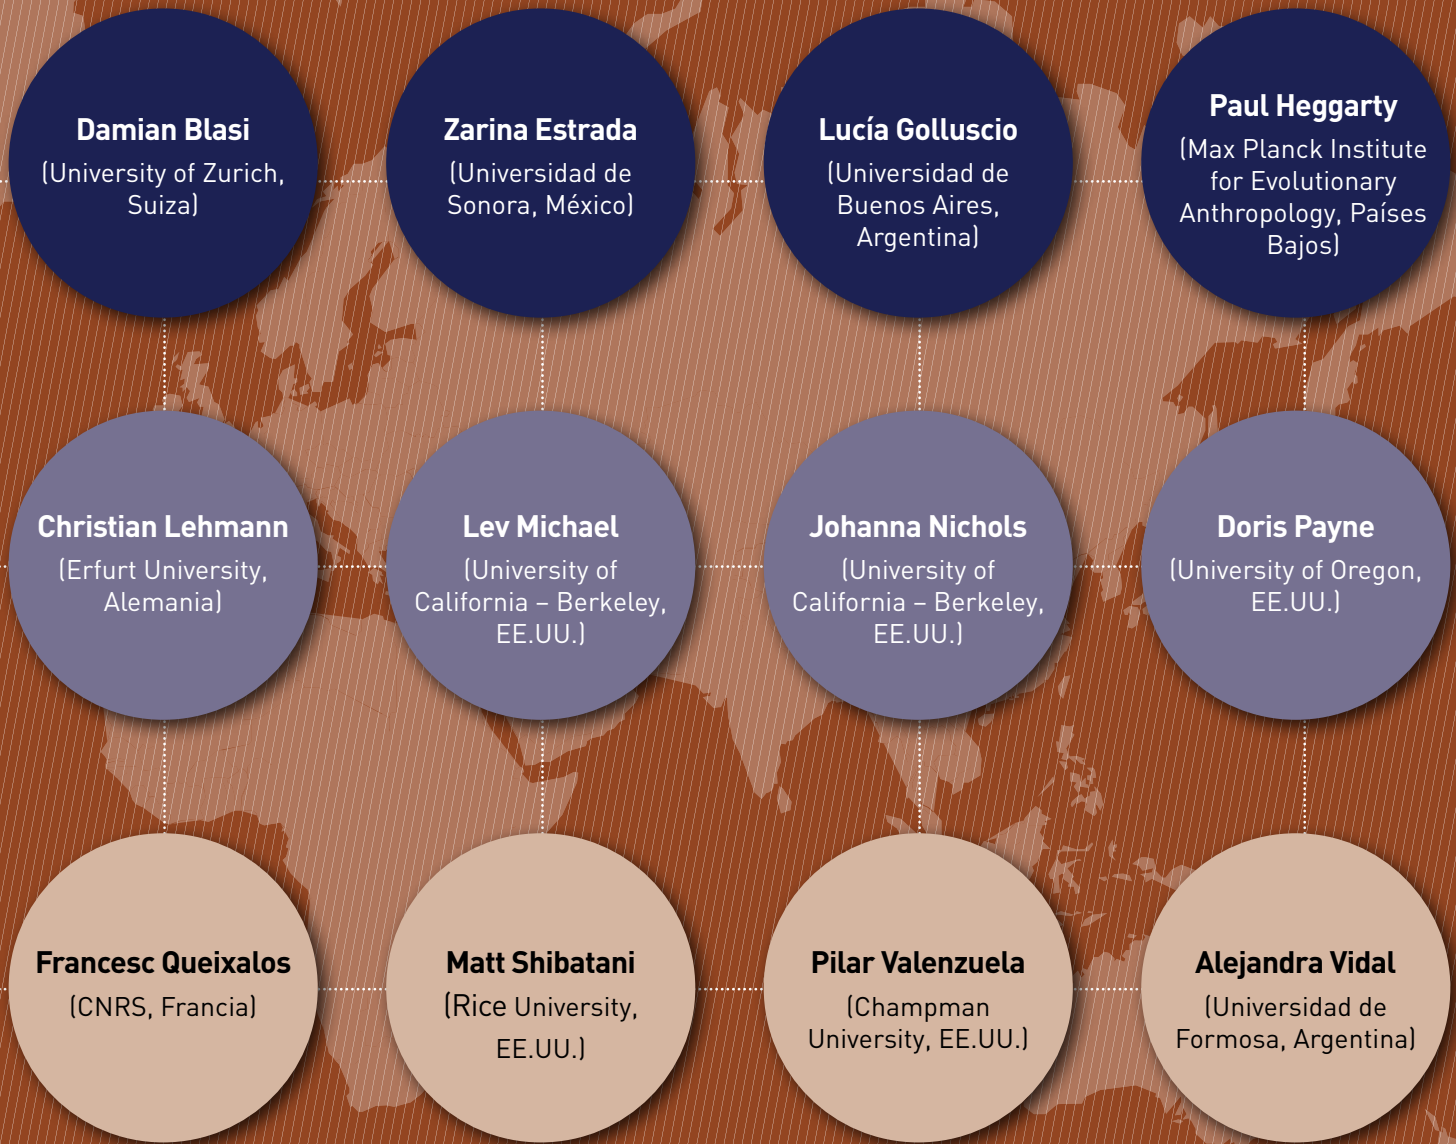 Damian Blasi
(University of Zurich,
Suiza)
Zarina Estrada
(Universidad de
Sonora, México)
Lucía Golluscio
(Universidad de
Buenos Aires,
Argentina)
Paul Heggarty
(Max Planck Institute
for Evolutionary
Anthropology, Países
Bajos)
Christian Lehmann
(Erfurt University,
Alemania)
Lev Michael
(University of
California – Berkeley,
EE.UU.)
Johanna Nichols
(University of
California – Berkeley,
EE.UU.)
Doris Payne
(University of Oregon,
EE.UU.)
Francesc Queixalos
(CNRS, Francia)
Matt Shibatani
(Rice University,
EE.UU.)
Pilar Valenzuela
(Champman
University, EE.UU.)
Alejandra Vidal
(Universidad de
Formosa, Argentina)